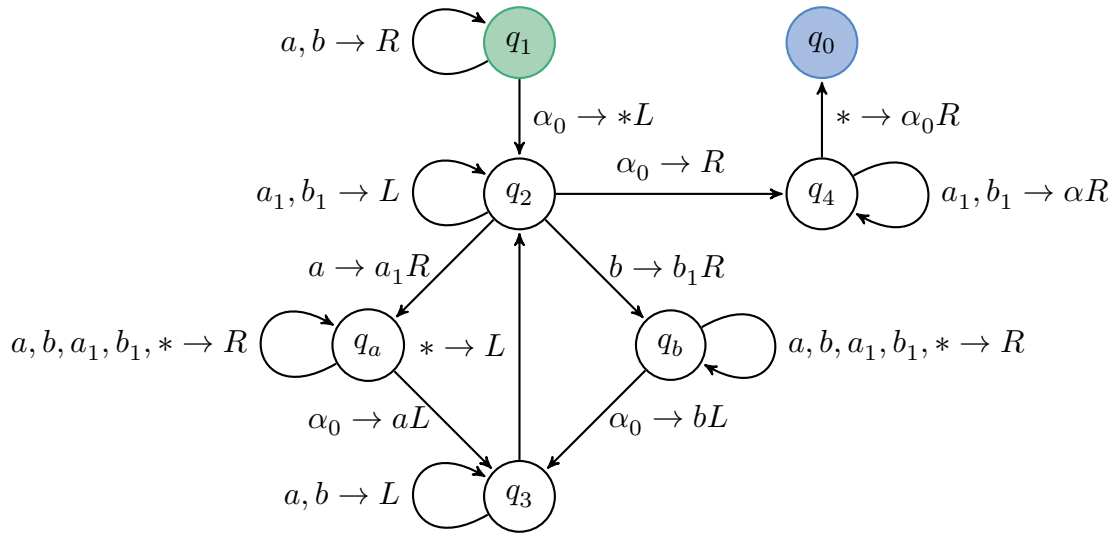 a, b → R
q₁
q₀
α₀ → *L
* → α₀R
a₁, b₁ → L
q₂
α₀ → R
q₄
a₁, b₁ → αR
a → a₁R
b → b₁R
a, b, a₁, b₁, * → R
qₐ
* → L
q_b
a, b, a₁, b₁, * → R
α₀ → aL
α₀ → bL
a, b → L
q₃